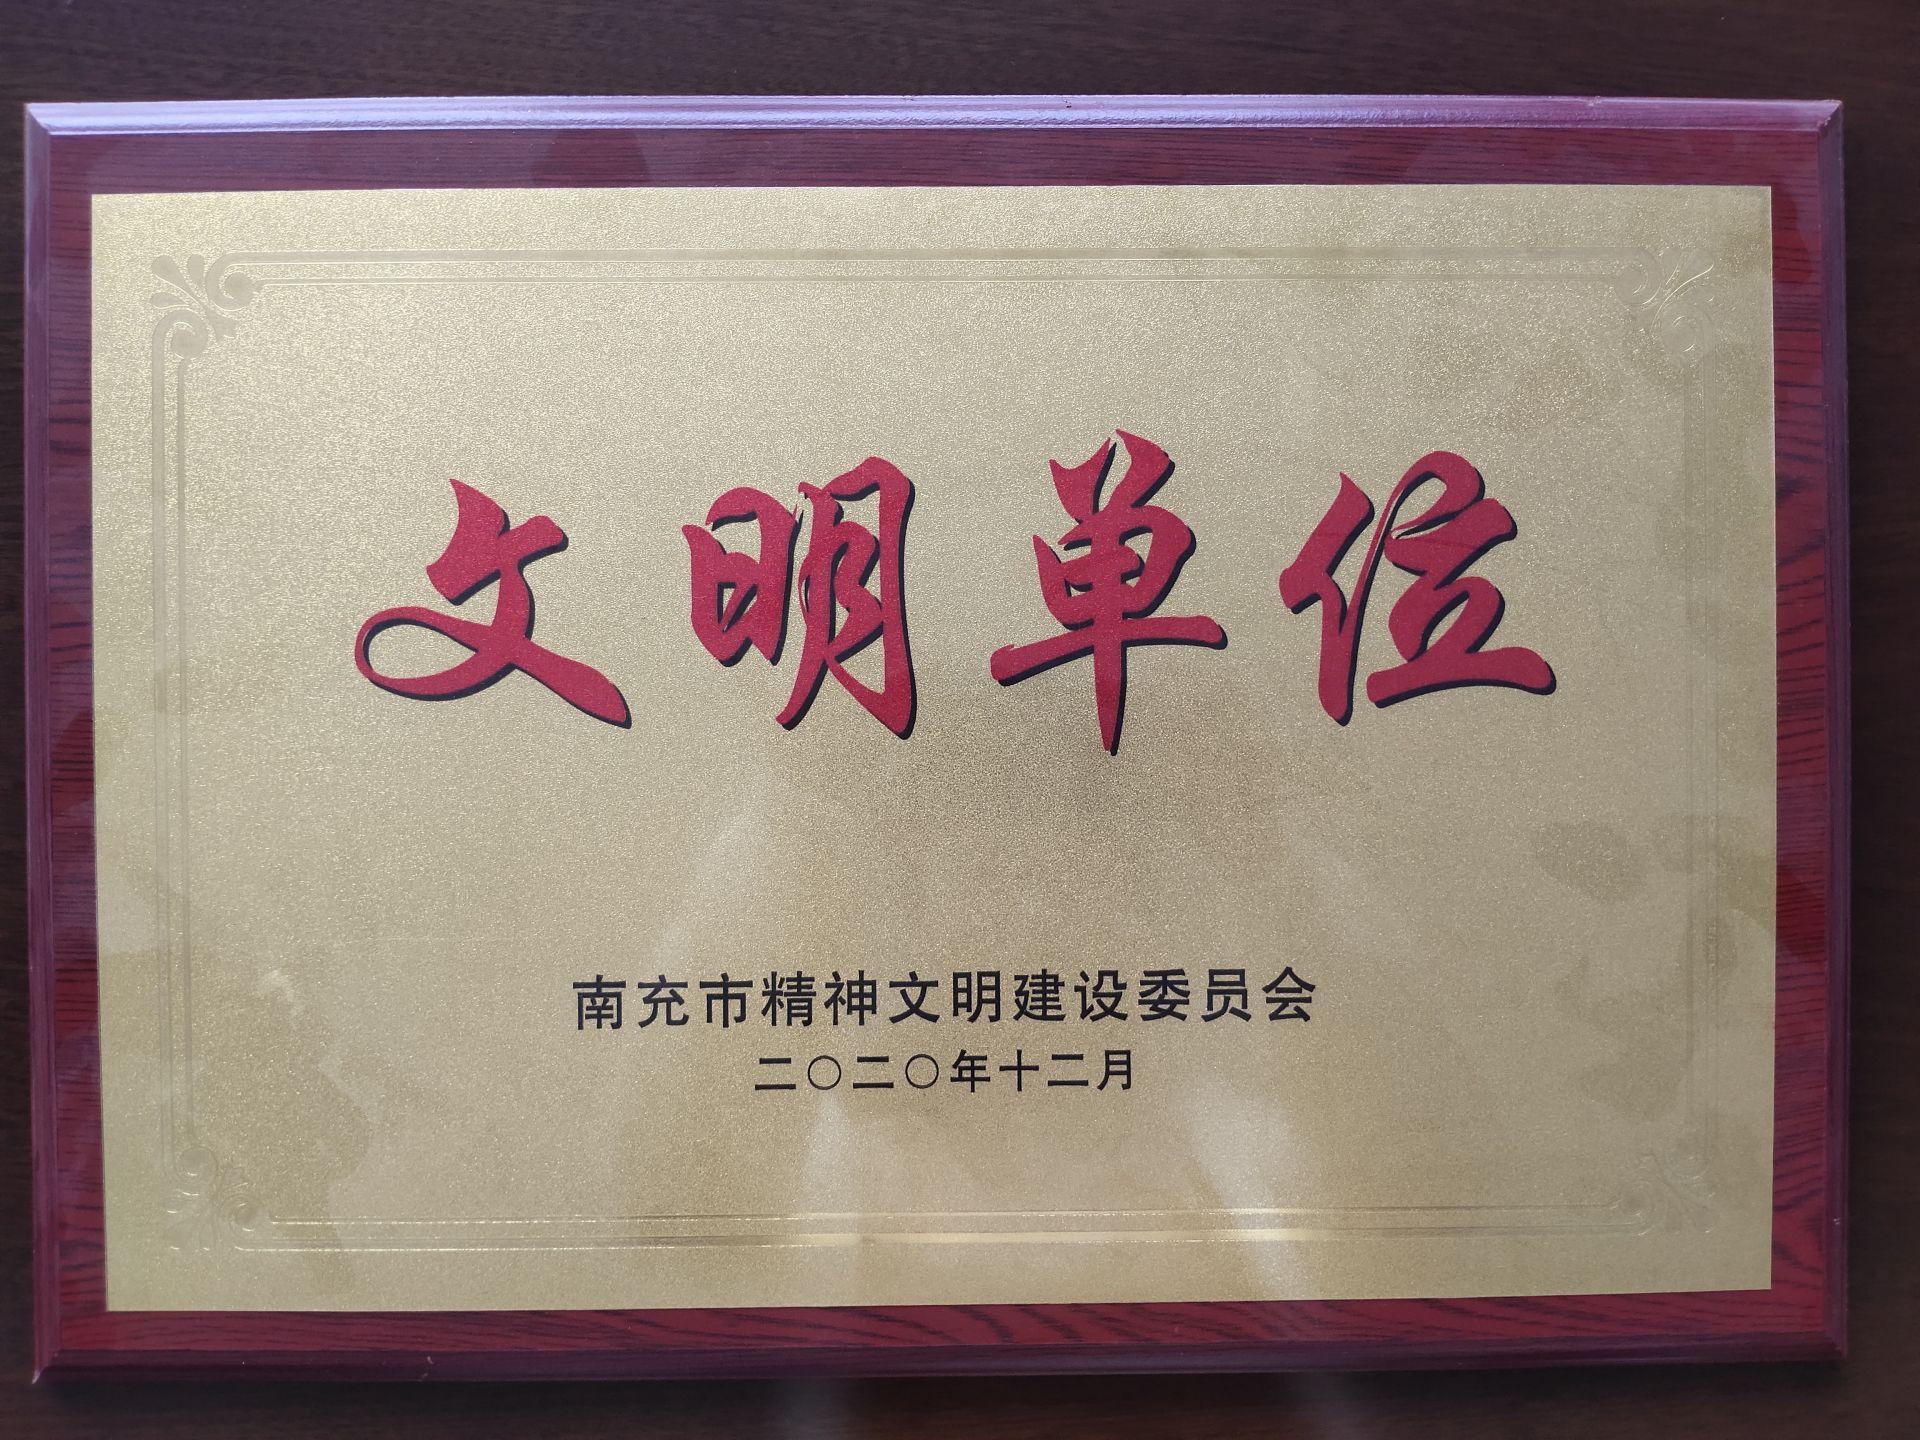 文明单位
南充市精神文明建设委员会
二〇二〇年十二月